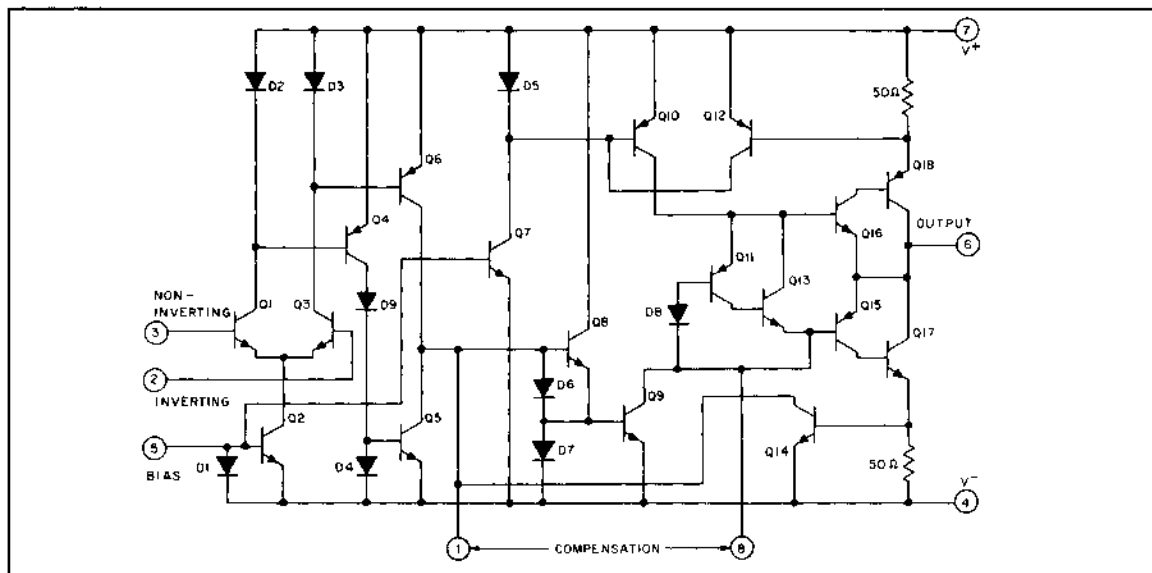 7
V+
D2
D3
D5
50Ω
Q10
Q12
Q6
Q18
Q4
OUTPUT
Q7
Q16
6
Q11
Q13
NON-
INVERTING
Q1
Q3
D9
D8
Q15
3
Q8
Q17
2
D6
INVERTING
Q9
Q2
Q5
5
D7
Q14
50Ω
BIAS
D1
D4
V-
4
1
COMPENSATION
8